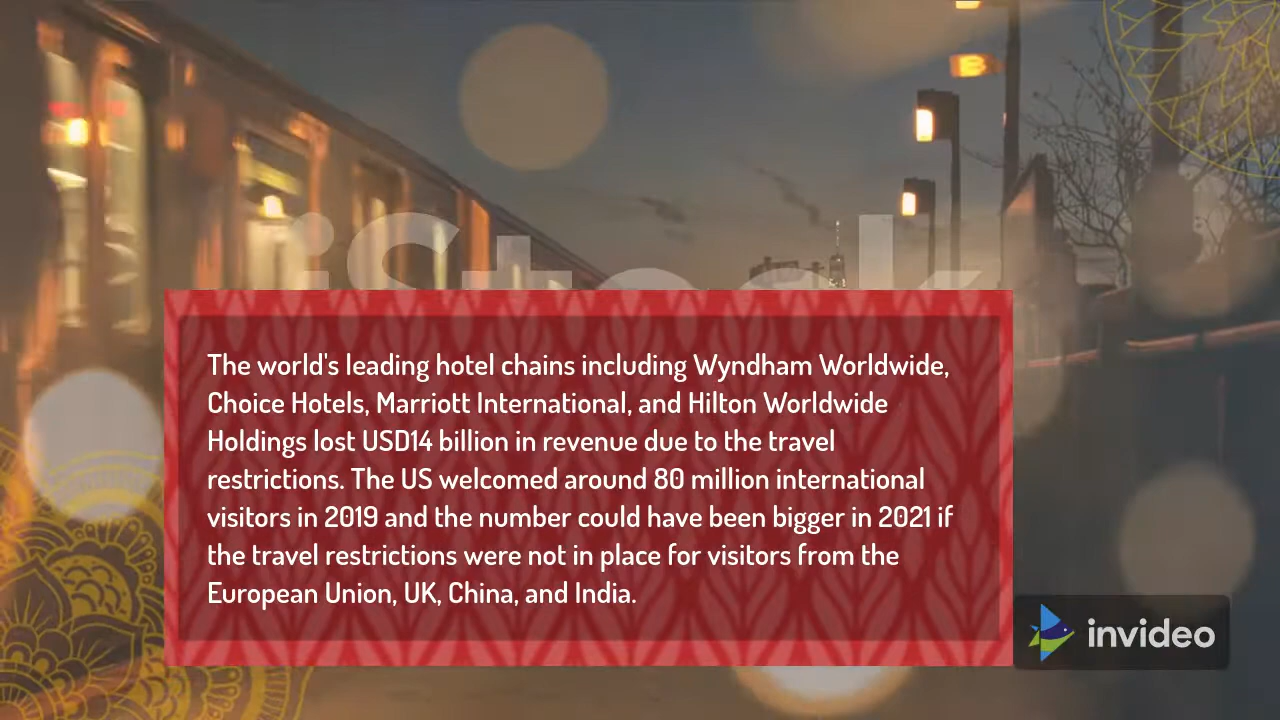 iStock
The world's leading hotel chains including Wyndham Worldwide,
Choice Hotels, Marriott International, and Hilton Worldwide
Holdings lost USD14 billion in revenue due to the travel
restrictions. The US welcomed around 80 million international
visitors in 2019 and the number could have been bigger in 2021 if
the travel restrictions were not in place for visitors from the
European Union, UK, China, and India.
invideo